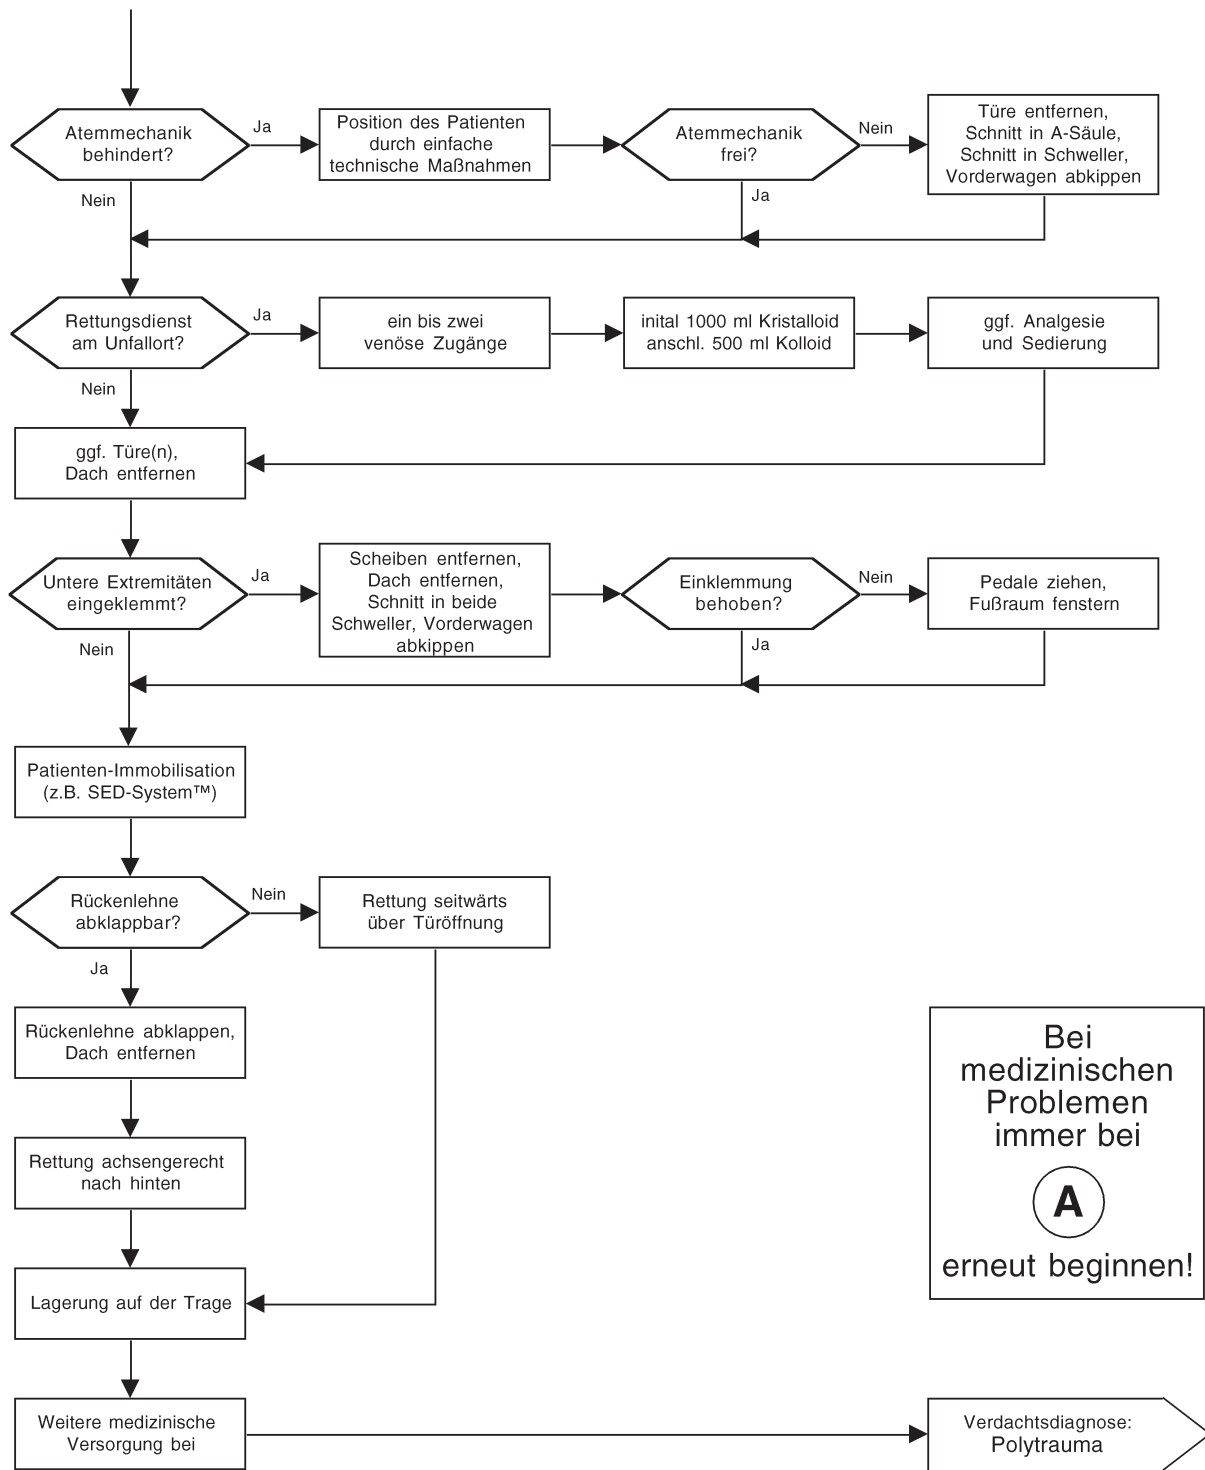 Atemmechanik
behindert?
Ja
Position des Patienten
durch einfache
technische Maßnahmen
Atemmechanik
frei?
Nein
Türe entfernen,
Schnitt in A-Säule,
Schnitt in Schweller,
Vorderwagen abkippen
Nein
Ja
Rettungsdienst
am Unfallort?
Ja
ein bis zwei
venöse Zugänge
inital 1000 ml Kristalloid
anschl. 500 ml Kolloid
ggf. Analgesie
und Sedierung
Nein
ggf. Türe(n),
Dach entfernen
Untere Extremitäten
eingeklemmt?
Ja
Scheiben entfernen,
Dach entfernen,
Schnitt in beide
Schweller, Vorderwagen
abkippen
Einklemmung
behoben?
Nein
Pedale ziehen,
Fußraum fenstern
Nein
Ja
Patienten-Immobilisation
(z.B. SED-System™)
Rückenlehne
abklappbar?
Nein
Rettung seitwärts
über Türöffnung
Ja
Rückenlehne abklappen,
Dach entfernen
Rettung achsengerecht
nach hinten
Lagerung auf der Trage
Bei
medizinischen
Problemen
immer bei
A
erneut beginnen!
Weitere medizinische
Versorgung bei
Verdachtsdiagnose:
Polytrauma